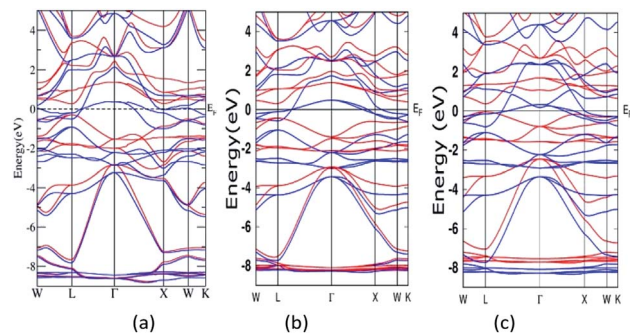 4
2
0
-2
-4
-6
-8
Energy(eV)
E_F
W L Γ X W K
(a)
4
2
0
-2
-4
-6
-8
Energy(eV)
E_F
W L Γ X W K
(b)
4
2
0
-2
-4
-6
-8
Energy (eV)
E_F
W L Γ X W K
(c)